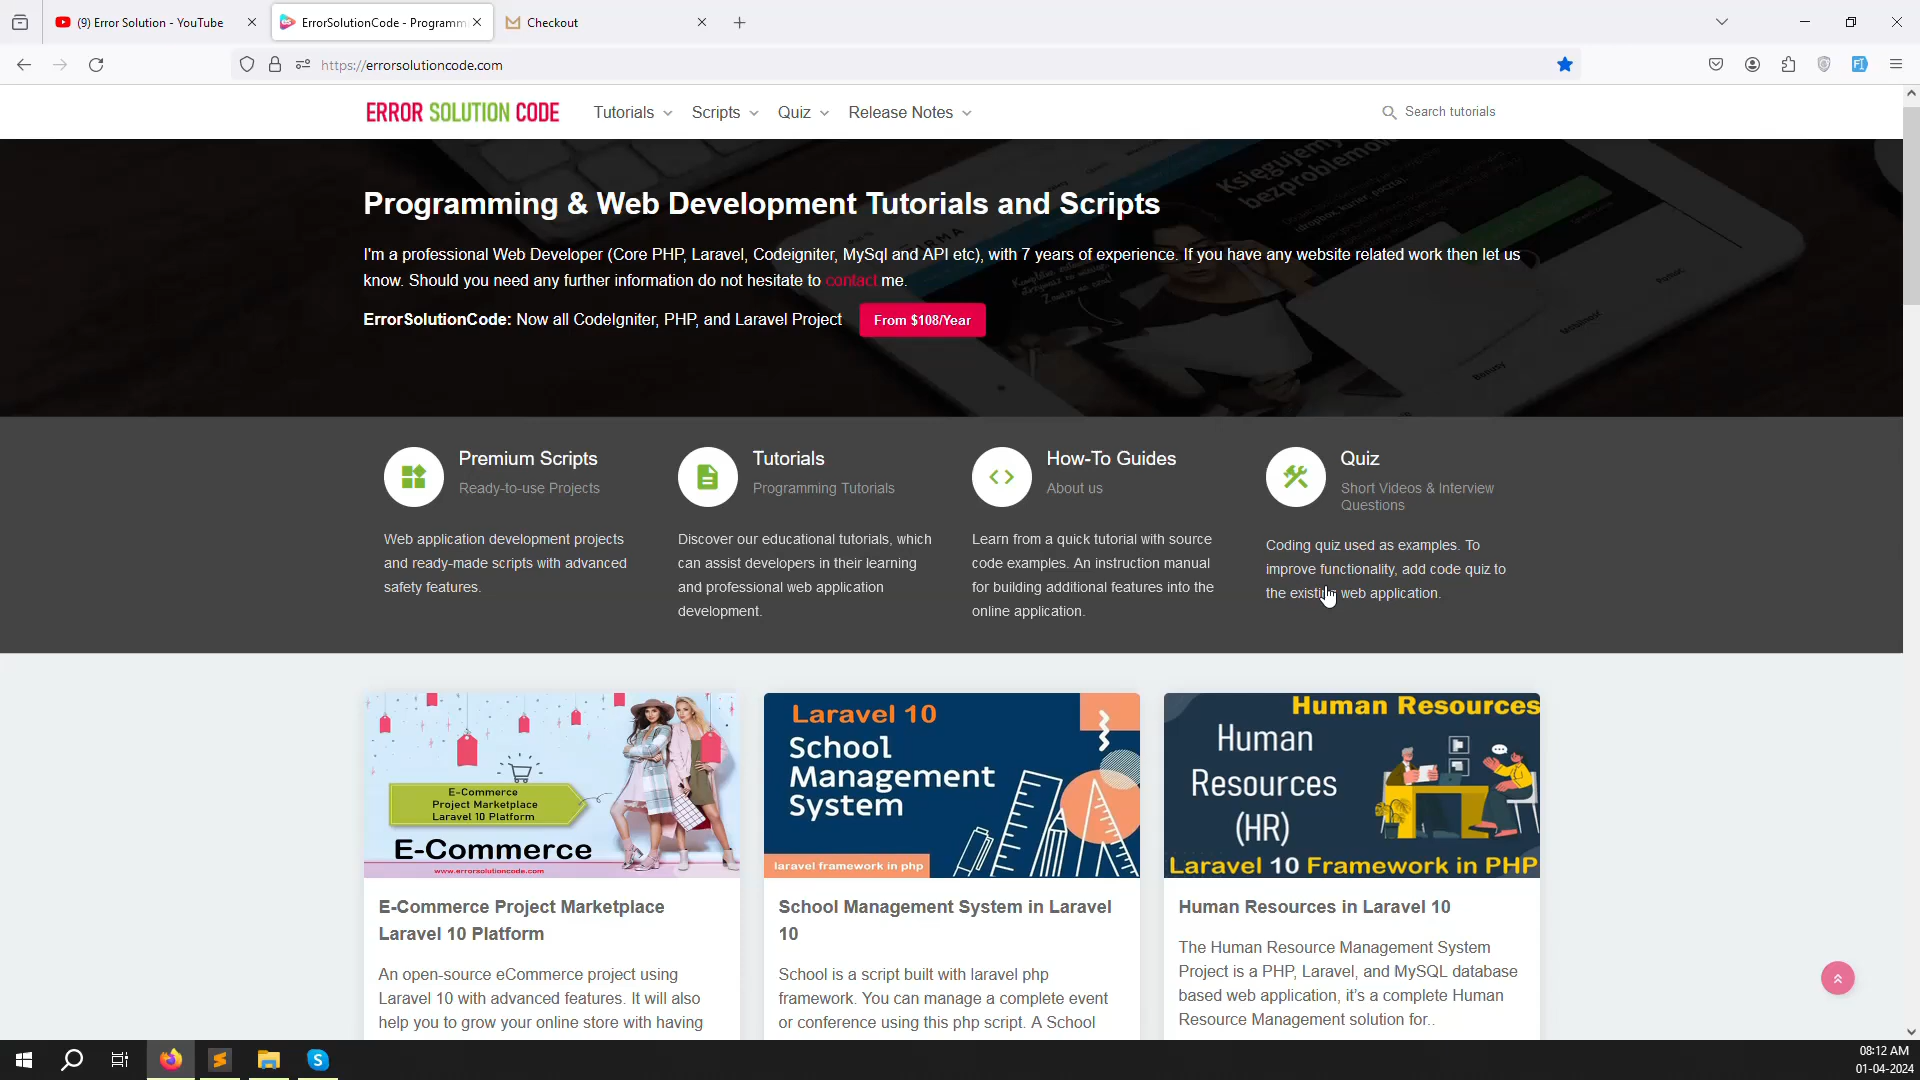 (9) Error Solution - YouTube
ErrorSolutionCode - Programm
Checkout
https://errorsolutioncode.com
ERROR SOLUTION CODE
Tutorials
Scripts
Quiz
Release Notes
Search tutorials
Programming & Web Development Tutorials and Scripts
I'm a professional Web Developer (Core PHP, Laravel, Codeigniter, MySql and API etc), with 7 years of experience. If you have any website related work then let us
know. Should you need any further information do not hesitate to contact me.
ErrorSolutionCode: Now all CodeIgniter, PHP, and Laravel Project
From $108/Year
Księgujemy
bezproblemow
Premium Scripts
Ready-to-use Projects
Web application development projects
and ready-made scripts with advanced
safety features.
Tutorials
Programming Tutorials
Discover our educational tutorials, which
can assist developers in their learning
and professional web application
development.
How-To Guides
About us
Learn from a quick tutorial with source
code examples. An instruction manual
for building additional features into the
online application.
Quiz
Short Videos & Interview
Questions
Coding quiz used as examples. To
improve functionality, add code quiz to
the existing web application.
E-Commerce
Project Marketplace
Laravel 10 Platform
E-Commerce
www.errorsolutioncode.com
E-Commerce Project Marketplace
Laravel 10 Platform
An open-source eCommerce project using
Laravel 10 with advanced features. It will also
help you to grow your online store with having
Laravel 10
School
Management
System
laravel framework in php
School Management System in Laravel
10
School is a script built with laravel php
framework. You can manage a complete event
or conference using this php script. A School
Human Resources
Human
Resources
(HR)
Laravel 10 Framework in PHP
Human Resources in Laravel 10
The Human Resource Management System
Project is a PHP, Laravel, and MySQL database
based web application, it's a complete Human
Resource Management solution for..
08:12 AM
01-04-2024